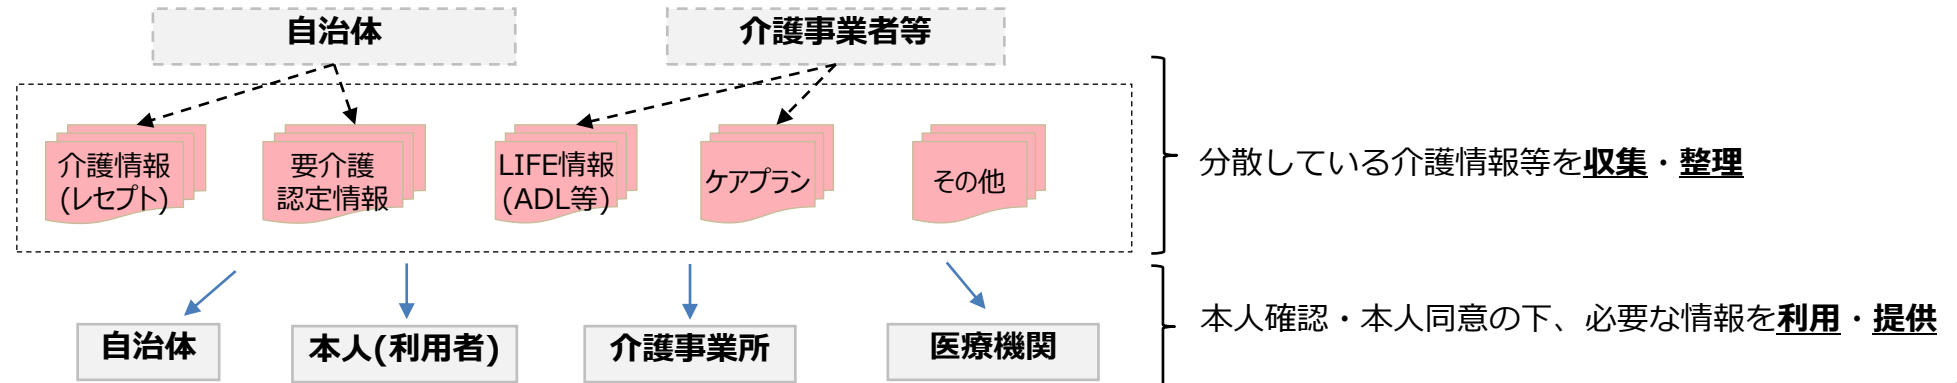 自治体
介護事業者等
介護情報
(レセプト)
要介護
認定情報
LIFE情報
(ADL等)
ケアプラン
その他
分散している介護情報等を収集・整理
自治体
本人(利用者)
介護事業所
医療機関
本人確認・本人同意の下、必要な情報を利用・提供